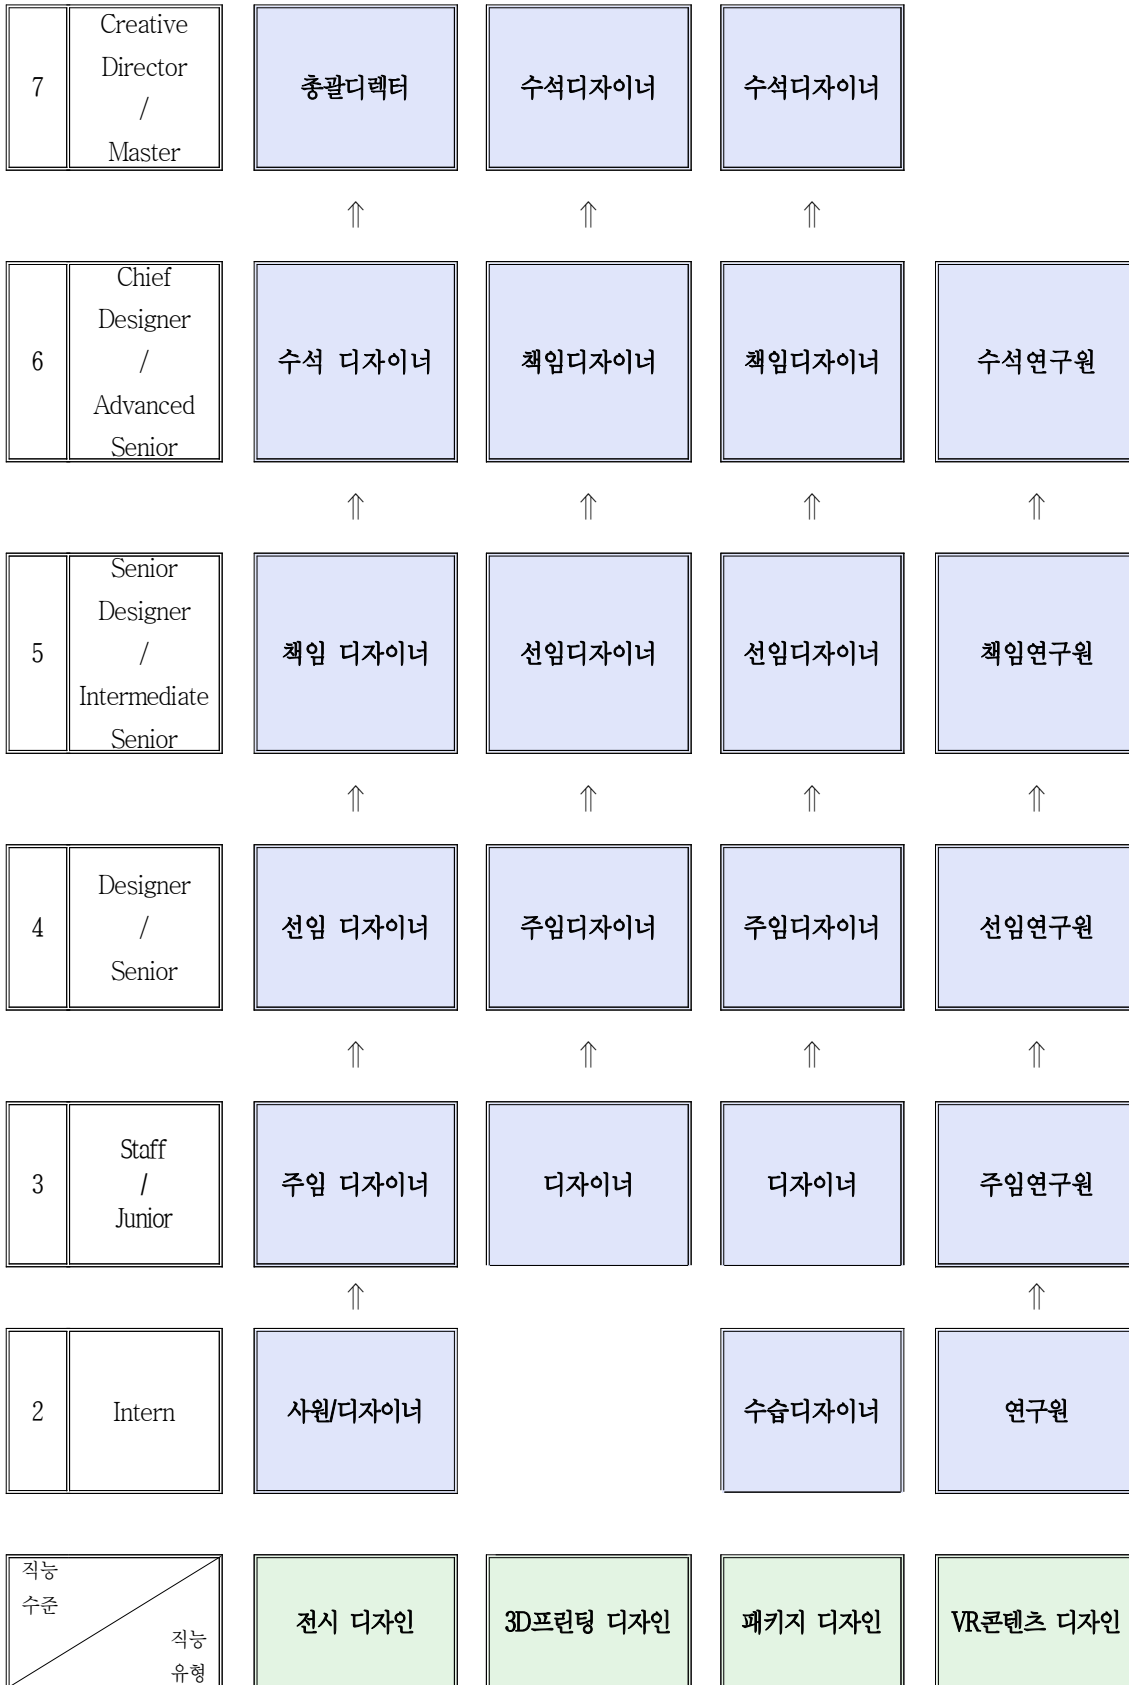 7
Creative
Director
/
Master
총괄디렉터
수석디자이너
수석디자이너
⇑ ⇑ ⇑
6
Chief
Designer
/
Advanced
Senior
수석 디자이너
책임디자이너
책임디자이너
수석연구원
⇑ ⇑ ⇑ ⇑
5
Senior
Designer
/
Intermediate
Senior
책임 디자이너
선임디자이너
선임디자이너
책임연구원
⇑ ⇑ ⇑ ⇑
4
Designer
/
Senior
선임 디자이너
주임디자이너
주임디자이너
선임연구원
⇑ ⇑ ⇑ ⇑
3
Staff
/
Junior
주임 디자이너
디자이너
디자이너
주임연구원
⇑ ⇑
2
Intern
사원/디자이너
수습디자이너
연구원
직능
수준
직능
유형
전시 디자인
3D프린팅 디자인
패키지 디자인
VR콘텐츠 디자인